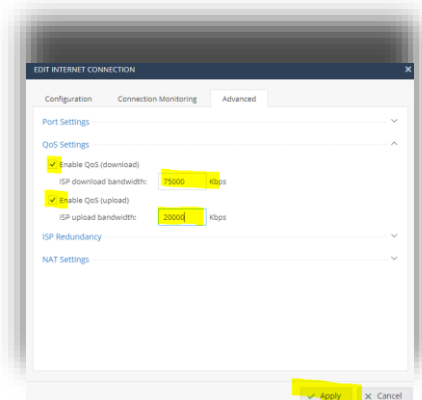 EDIT INTERNET CONNECTION
Configuration Connection Monitoring Advanced
Port Settings
QoS Settings
Enable QoS (download)
ISP download bandwidth: 75000 Kbps
Enable QoS (upload)
ISP upload bandwidth: 20000 Kbps
ISP Redundancy
NAT Settings
Apply Cancel